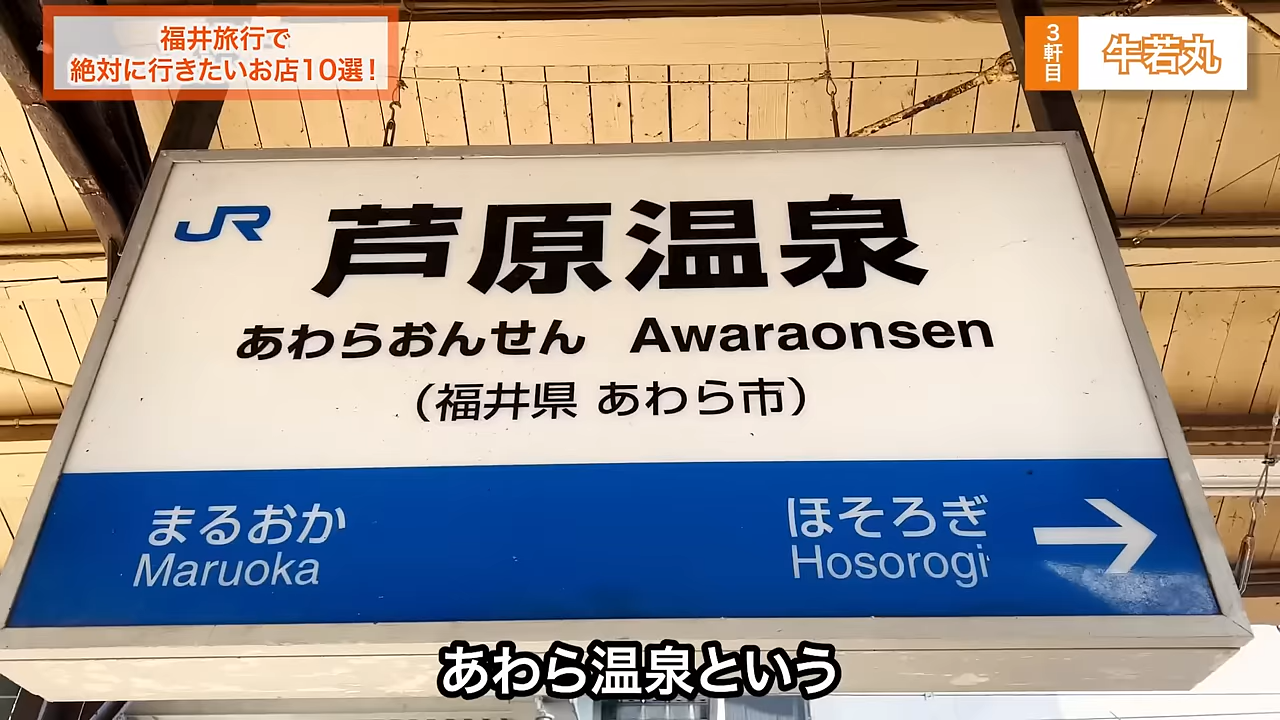 福井旅行で
絶対に行きたいお店10選!
3軒目
牛若丸
JR
芦原温泉
あわらおんせん Awaraonsen
(福井県 あわら市)
まるおか
Maruoka
ほそろぎ
Hosorogi
あわら温泉という